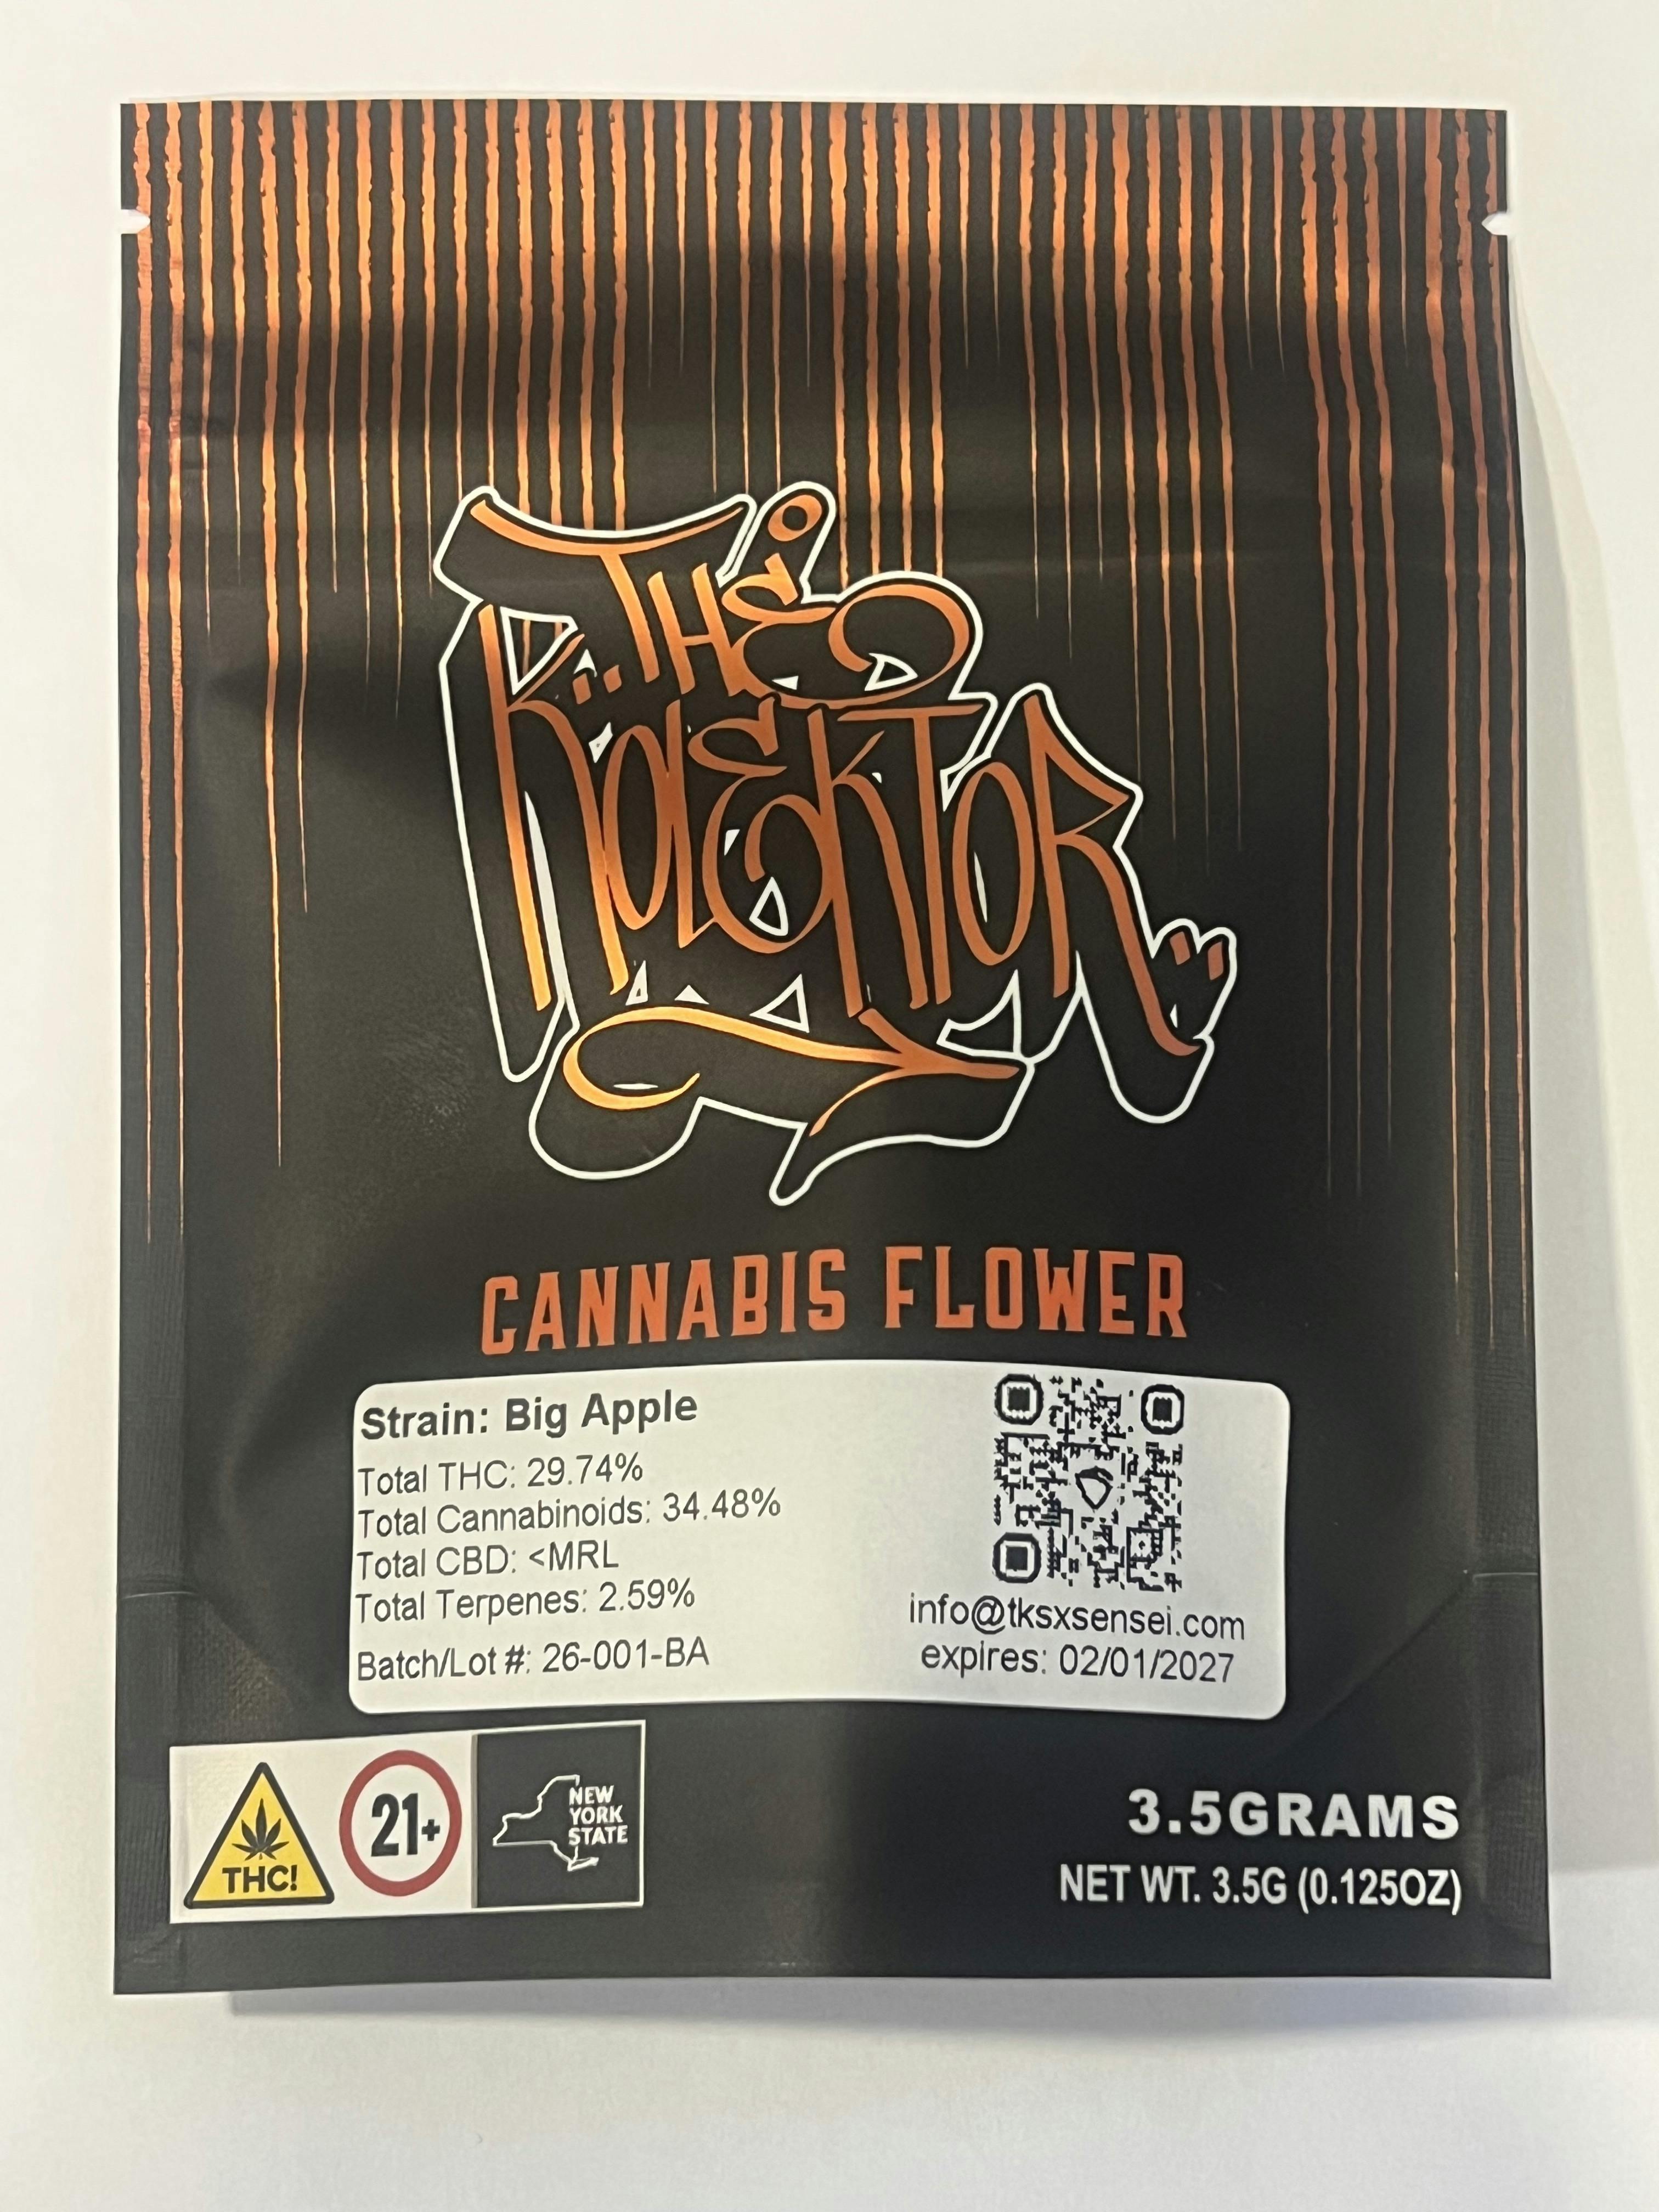 THE
KOLEKTOR
CANNABIS FLOWER
Strain: Big Apple
Total THC: 29.74%
Total Cannabinoids: 34.48%
Total CBD: <MRL
Total Terpenes: 2.59%
Batch/Lot #: 26-001-BA
info@tksxsensei.com
expires: 02/01/2027
THC!
21+
NEW
YORK
STATE
3.5GRAMS
NET WT. 3.5G (0.125OZ)